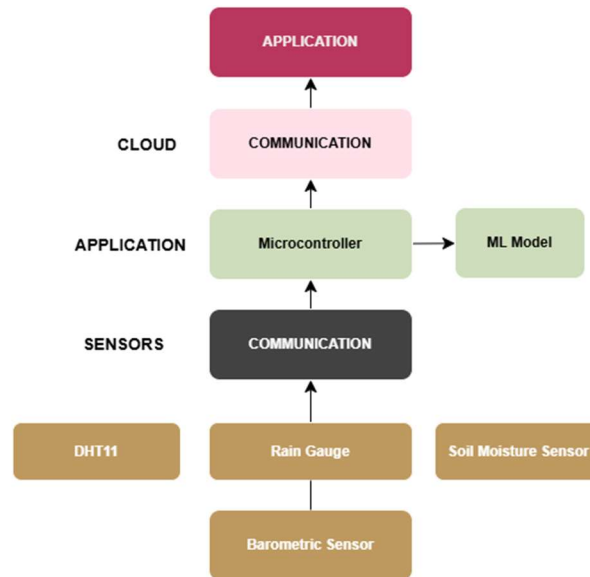 APPLICATION
CLOUD
COMMUNICATION
APPLICATION
Microcontroller
ML Model
SENSORS
COMMUNICATION
DHT11
Rain Gauge
Soil Moisture Sensor
Barometric Sensor